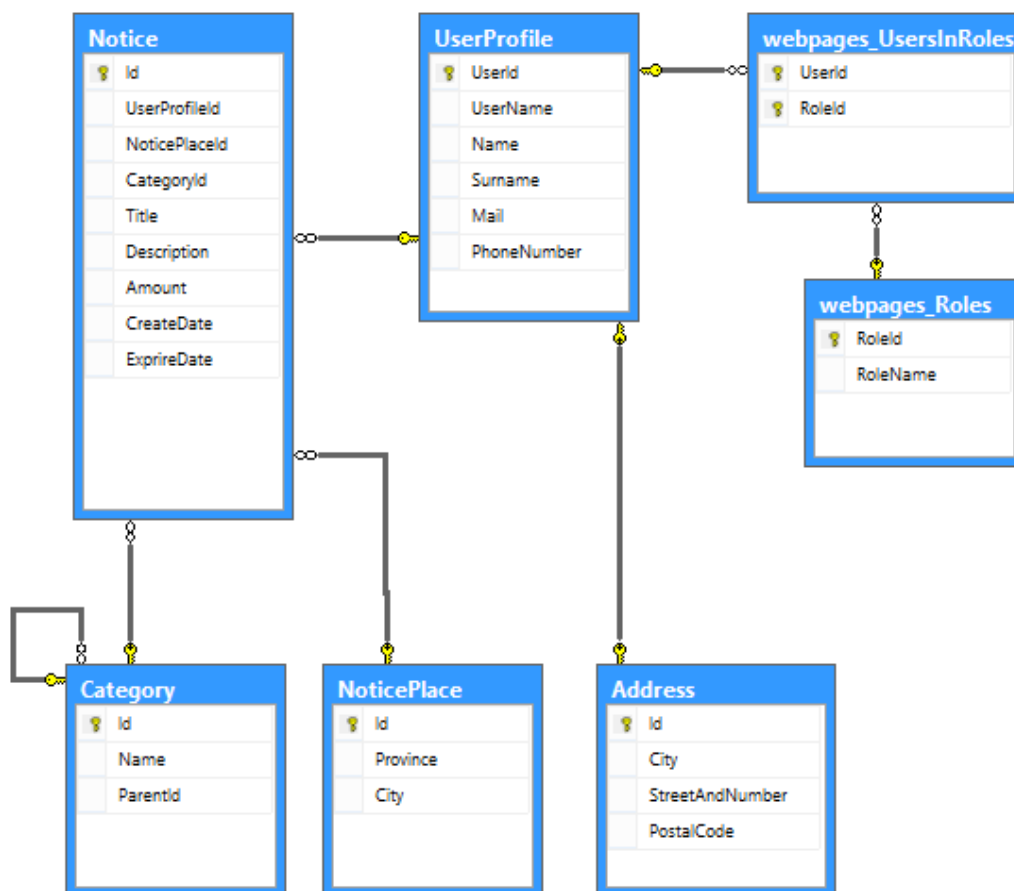 Notice
Id
UserProfileId
NoticePlaceId
CategoryId
Title
Description
Amount
CreateDate
ExprireDate
UserProfile
UserId
UserName
Name
Surname
Mail
PhoneNumber
webpages_UsersInRoles
UserId
RoleId
webpages_Roles
RoleId
RoleName
Category
Id
Name
ParentId
NoticePlace
Id
Province
City
Address
Id
City
StreetAndNumber
PostalCode